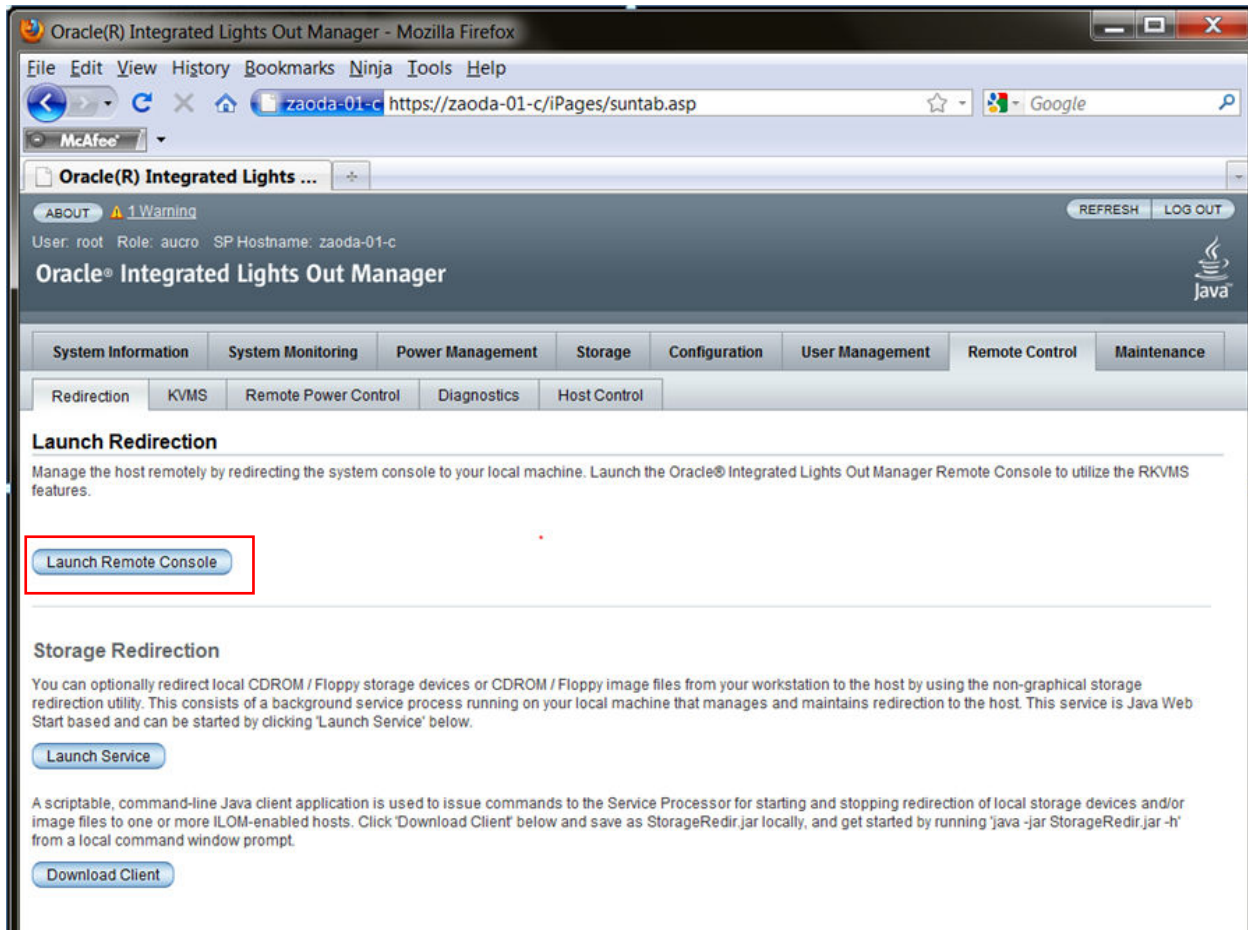 Oracle(R) Integrated Lights Out Manager - Mozilla Firefox
File Edit View History Bookmarks Ninja Tools Help
zaoda-01-c https://zaoda-01-c/iPages/suntab.asp
Google
McAfee
Oracle(R) Integrated Lights ...
ABOUT 1 Warning REFRESH LOG OUT
User: root Role: aucro SP Hostname: zaoda-01-c
Oracle® Integrated Lights Out Manager
Java™
System Information System Monitoring Power Management Storage Configuration User Management Remote Control Maintenance
Redirection KVMS Remote Power Control Diagnostics Host Control
Launch Redirection
Manage the host remotely by redirecting the system console to your local machine. Launch the Oracle® Integrated Lights Out Manager Remote Console to utilize the RKVMS
features.
Launch Remote Console
Storage Redirection
You can optionally redirect local CDROM / Floppy storage devices or CDROM / Floppy image files from your workstation to the host by using the non-graphical storage
redirection utility. This consists of a background service process running on your local machine that manages and maintains redirection to the host. This service is Java Web
Start based and can be started by clicking 'Launch Service' below.
Launch Service
A scriptable, command-line Java client application is used to issue commands to the Service Processor for starting and stopping redirection of local storage devices and/or
image files to one or more ILOM-enabled hosts. Click 'Download Client' below and save as StorageRedir.jar locally, and get started by running 'java -jar StorageRedir.jar -h'
from a local command window prompt.
Download Client